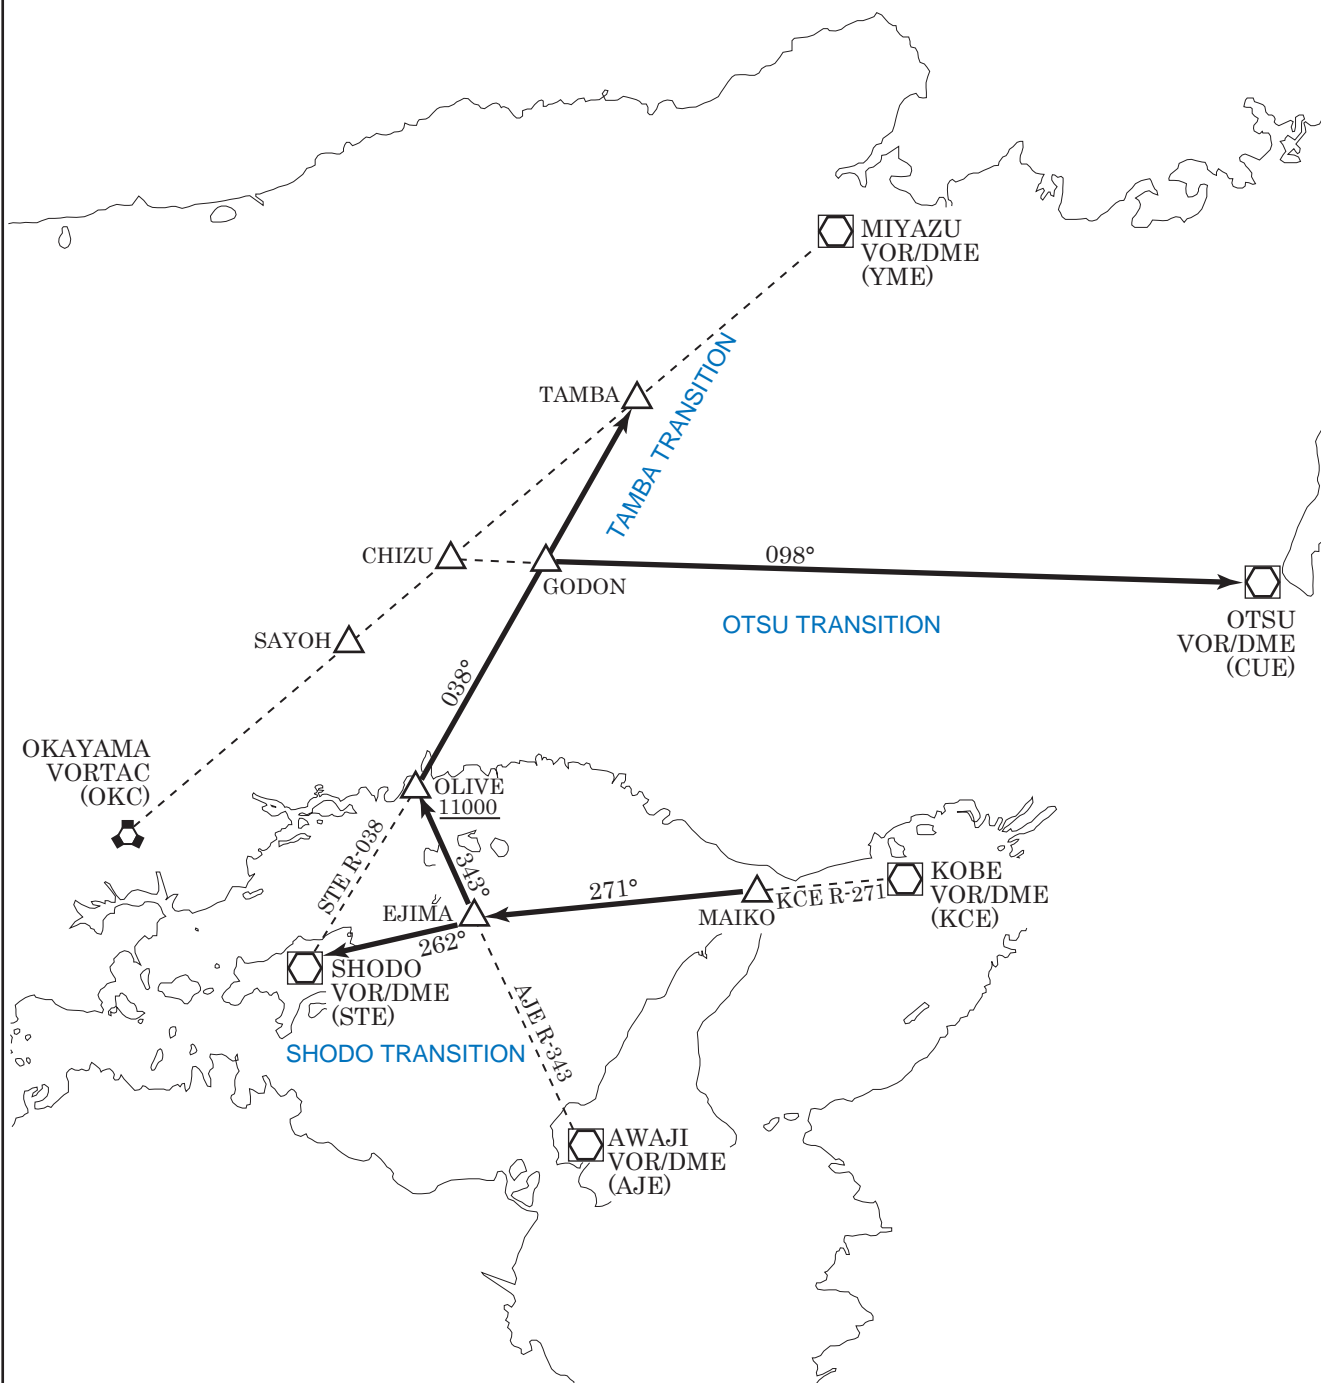 MIYAZU
VOR/DME
(YME)
TAMBA
TAMBA TRANSITION
CHIZU
GODON
098°
OTSU TRANSITION
OTSU
VOR/DME
(CUE)
SAYOH
038°
OKAYAMA
VORTAC
(OKC)
OLIVE
11000
STE R-038
343°
271°
KCE R-271
KOBE
VOR/DME
(KCE)
EJIMA
MAIKO
262°
SHODO
VOR/DME
(STE)
AJE R-343
SHODO TRANSITION
AWAJI
VOR/DME
(AJE)